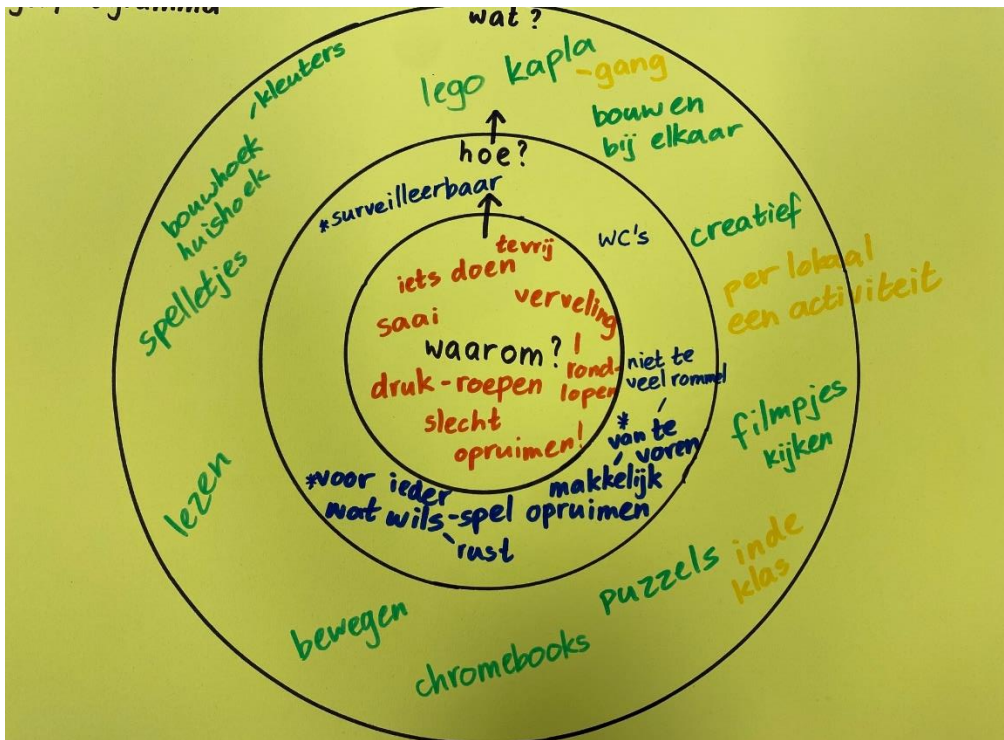 wat?
lego kapla
-gang
bouwen
bij elkaar
-kleuters
bouwhoek
huishoek
spelletjes
creatief
per lokaal
een activiteit
filmpjes
kijken
in de
klas
puzzels
chromebooks
bewegen
lezen
hoe?
*surveilleerbaar
WC's
niet te
veel rommel
*
van te
voren
makkelijk
opruimen
*voor ieder
wat wils-spel
-rust
waarom?
te vrij
iets doen
verveling
!
rond-
lopen
saai
druk-roepen
slecht
opruimen!